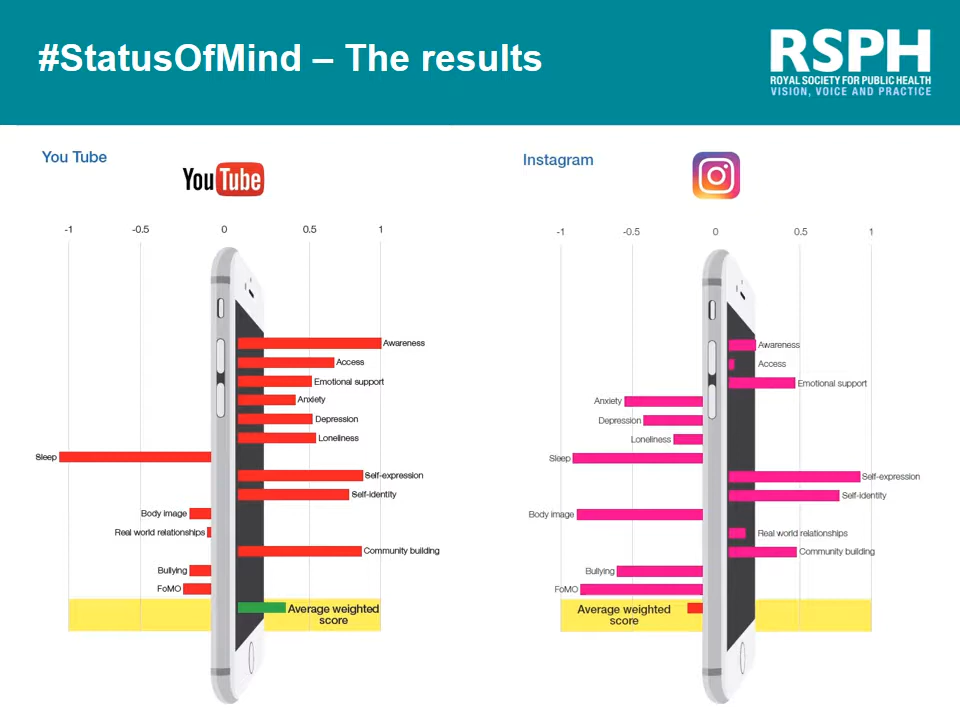 #StatusOfMind – The results
RSPH
ROYAL SOCIETY FOR PUBLIC HEALTH
VISION, VOICE AND PRACTICE
You Tube
YouTube
-1 -0.5 0 0.5 1
Awareness
Access
Emotional support
Anxiety
Depression
Loneliness
Sleep
Self-expression
Self-identity
Body image
Real world relationships
Community building
Bullying
FoMO
Average weighted
score
Instagram
-1 -0.5 0 0.5 1
Awareness
Access
Emotional support
Anxiety
Depression
Loneliness
Sleep
Self-expression
Self-identity
Body image
Real world relationships
Community building
Bullying
FoMO
Average weighted
score